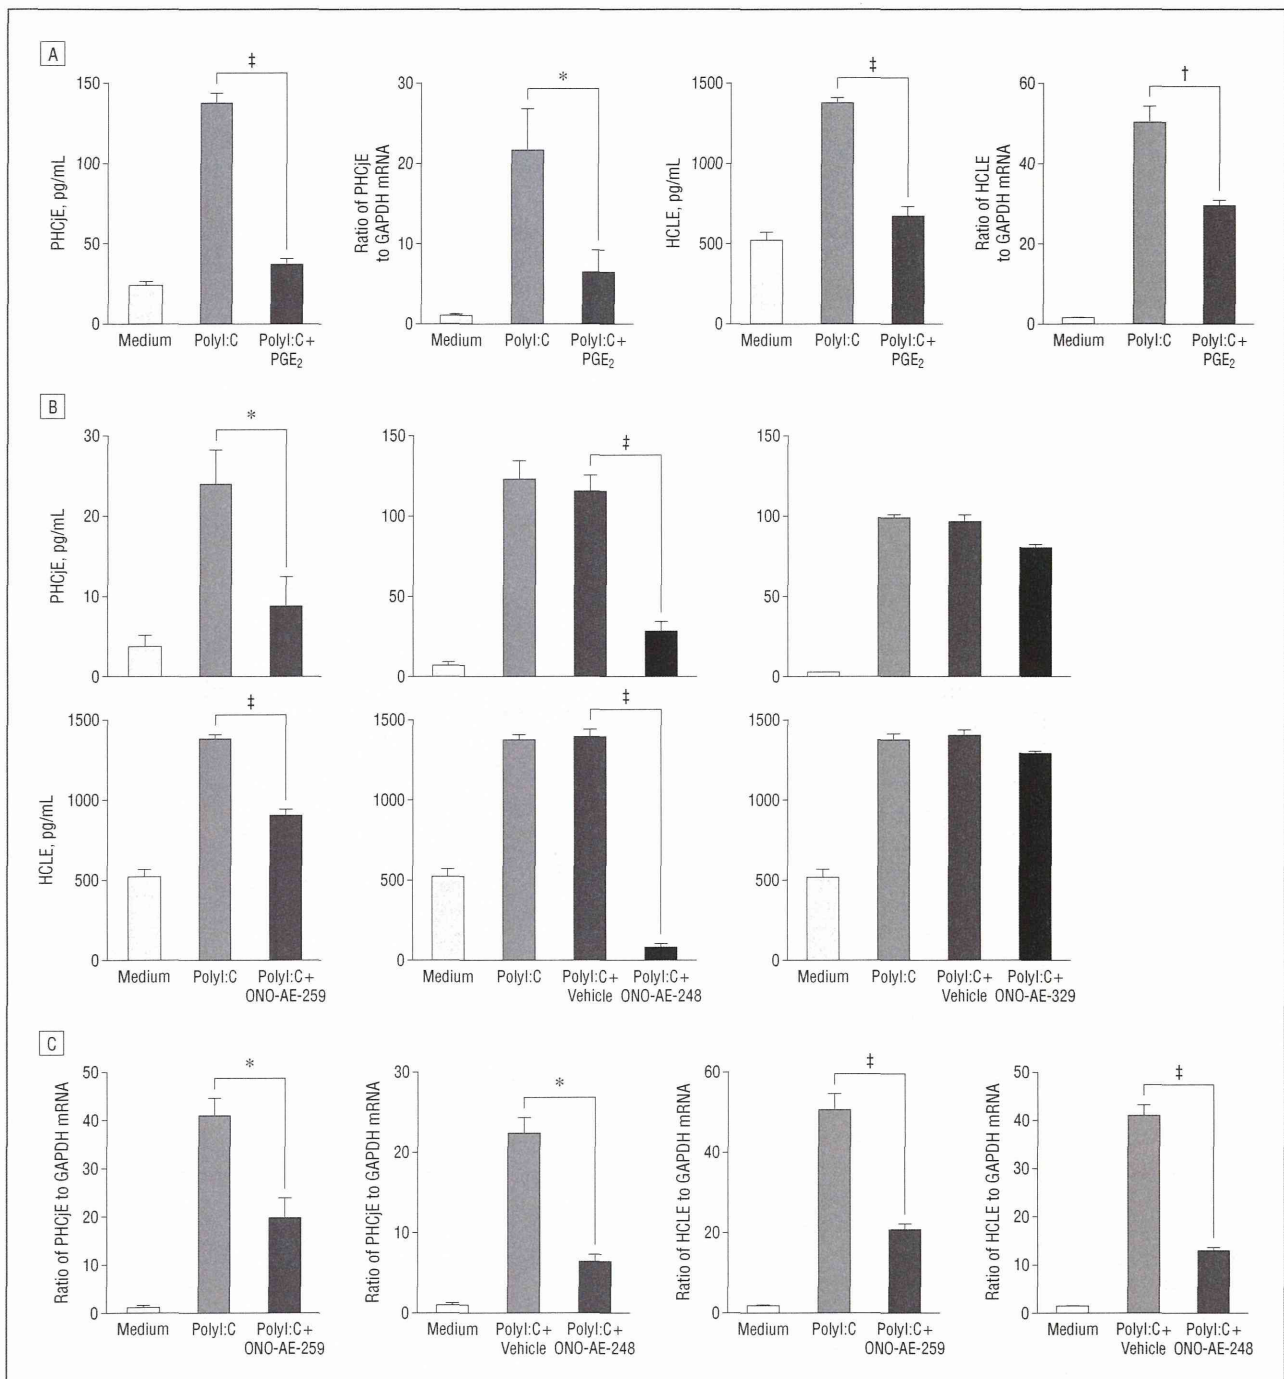 A
PHCjE, pg/mL
150
100
50
0
‡
Medium
PolyI:C
PolyI:C+
PGE2
Ratio of PHCjE
to GAPDH mRNA
30
20
10
0
*
Medium
PolyI:C
PolyI:C+
PGE2
HCLE, pg/mL
1500
1000
500
0
‡
Medium
PolyI:C
PolyI:C+
PGE2
Ratio of HCLE
to GAPDH mRNA
60
40
20
0
†
Medium
PolyI:C
PolyI:C+
PGE2
B
PHCjE, pg/mL
30
20
10
0
*
150
100
50
0
‡
150
100
50
0
HCLE, pg/mL
1500
1000
500
0
‡
Medium
PolyI:C
PolyI:C+
ONO-AE-259
1500
1000
500
0
‡
Medium
PolyI:C
PolyI:C+
Vehicle
PolyI:C+
ONO-AE-248
1500
1000
500
0
Medium
PolyI:C
PolyI:C+
Vehicle
PolyI:C+
ONO-AE-329
C
Ratio of PHCjE to GAPDH mRNA
50
40
30
20
10
0
*
Medium
PolyI:C
PolyI:C+
ONO-AE-259
Ratio of PHCjE to GAPDH mRNA
30
20
10
0
*
Medium
PolyI:C+
Vehicle
PolyI:C+
ONO-AE-248
Ratio of HCLE to GAPDH mRNA
60
40
20
0
‡
Medium
PolyI:C
PolyI:C+
ONO-AE-259
Ratio of HCLE to GAPDH mRNA
50
40
30
20
10
0
‡
Medium
PolyI:C+
Vehicle
PolyI:C+
ONO-AE-248